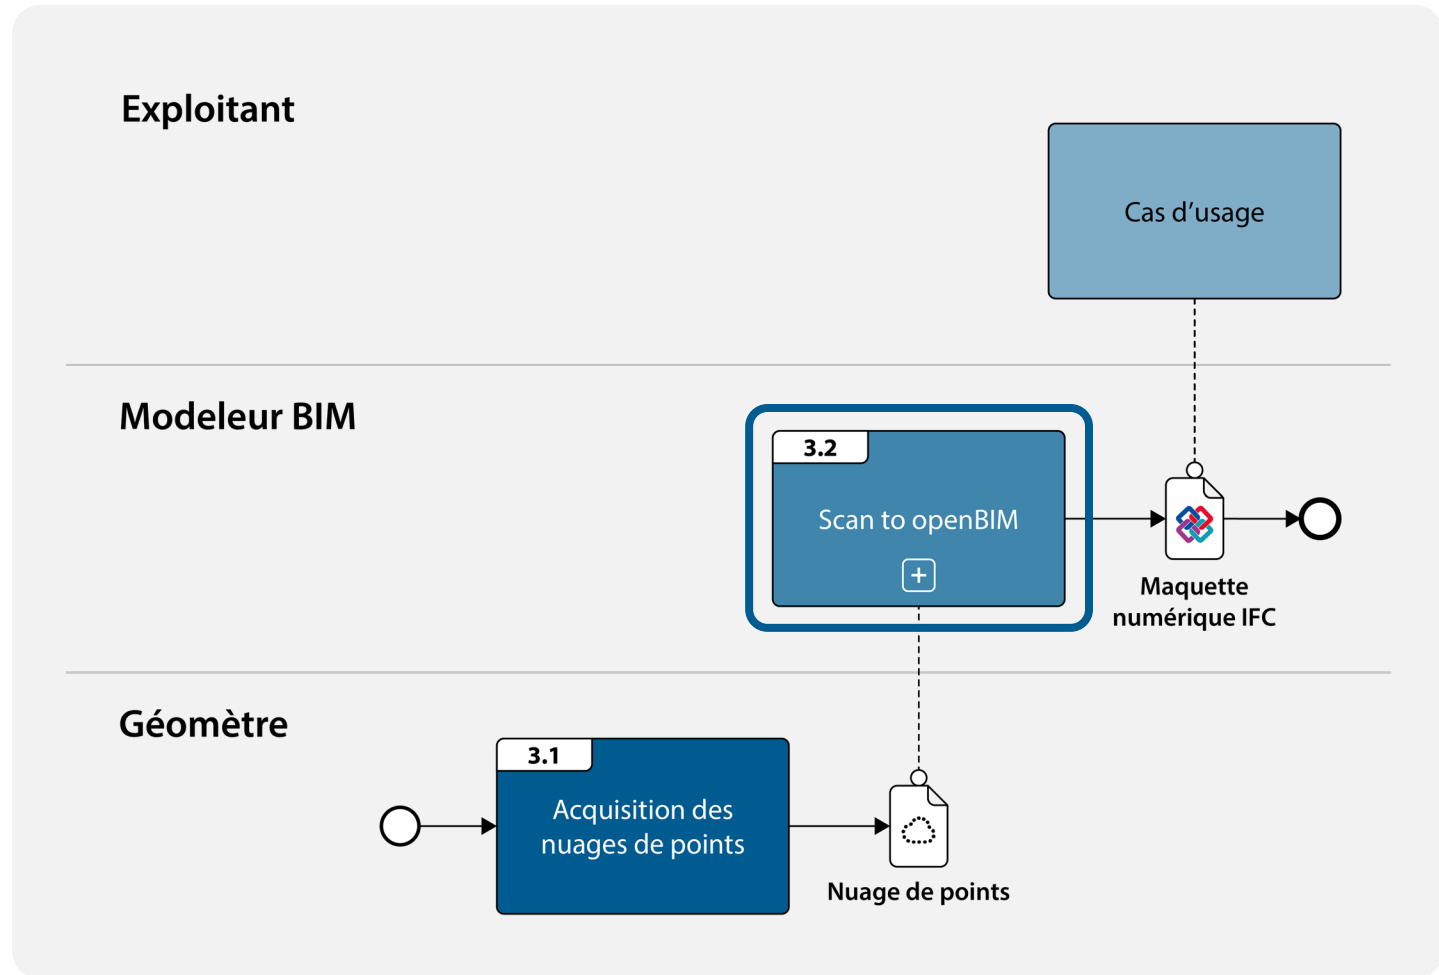 Exploitant
Cas d’usage
Modeleur BIM
3.2
Scan to openBIM
Maquette
numérique IFC
Géomètre
3.1
Acquisition des
nuages de points
Nuage de points